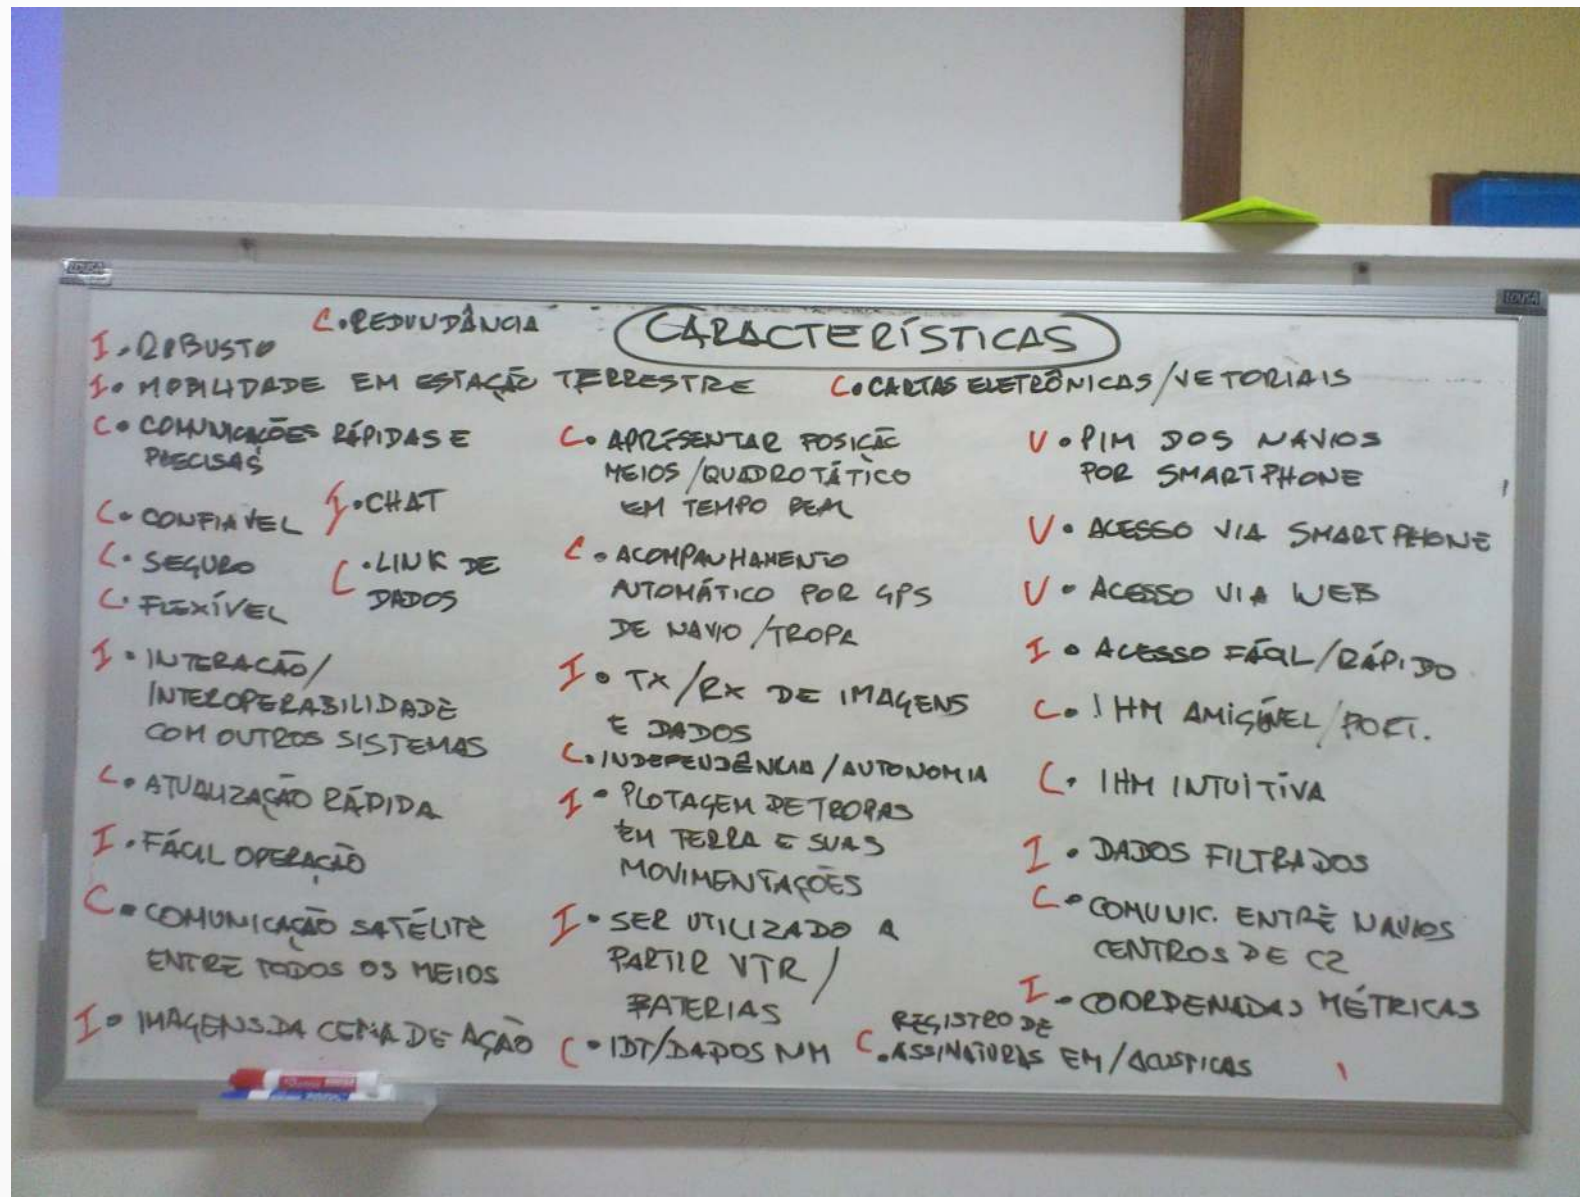 LOUSA
LOUSA
CARACTERÍSTICAS
C • REDUNDÂNCIA
I • ROBUSTO
I • MOBILIDADE EM ESTAÇÃO TERRESTRE
C • CARTAS ELETRÔNICAS/VETORIAIS
C • COMUNICAÇÕES RÁPIDAS E
PRECISAS
C • CONFIAVEL
I • CHAT
C • SEGURO
C • LINK DE
DADOS
C • FLEXÍVEL
I • INTERAÇÃO/
INTEROPERABILIDADE
COM OUTROS SISTEMAS
C • ATUALIZAÇÃO RÁPIDA
I • FÁCIL OPERAÇÃO
C • COMUNICAÇÃO SATÉLITE
ENTRE TODOS OS MEIOS
I • IMAGENS DA CENA DE AÇÃO
C • APRESENTAR POSIÇÃO
MEIOS/QUADRO TÁTICO
EM TEMPO REAL
C • ACOMPANHAMENTO
AUTOMÁTICO POR GPS
DE NAVIO/TROPA
I • TX/RX DE IMAGENS
E DADOS
C • INDEPENDÊNCIA/AUTONOMIA
I • PLOTAGEM DE TROPAS
EM TERRA E SUAS
MOVIMENTAÇÕES
I • SER UTILIZADO A
PARTIR VTR/
BATERIAS
C • IDT/DADOS NM
V • PIM DOS NAVIOS
POR SMARTPHONE
V • ACESSO VIA SMARTPHONE
V • ACESSO VIA WEB
I • ACESSO FÁCIL/RÁPIDO
C • IHM AMIGÁVEL/PORT.
C • IHM INTUITIVA
I • DADOS FILTRADOS
C • COMUNIC. ENTRE NAVIOS
CENTROS DE C2
I • COORDENADAS MÉTRICAS
REGISTRO DE
C • ASSINATURAS EM/ACUSTICAS